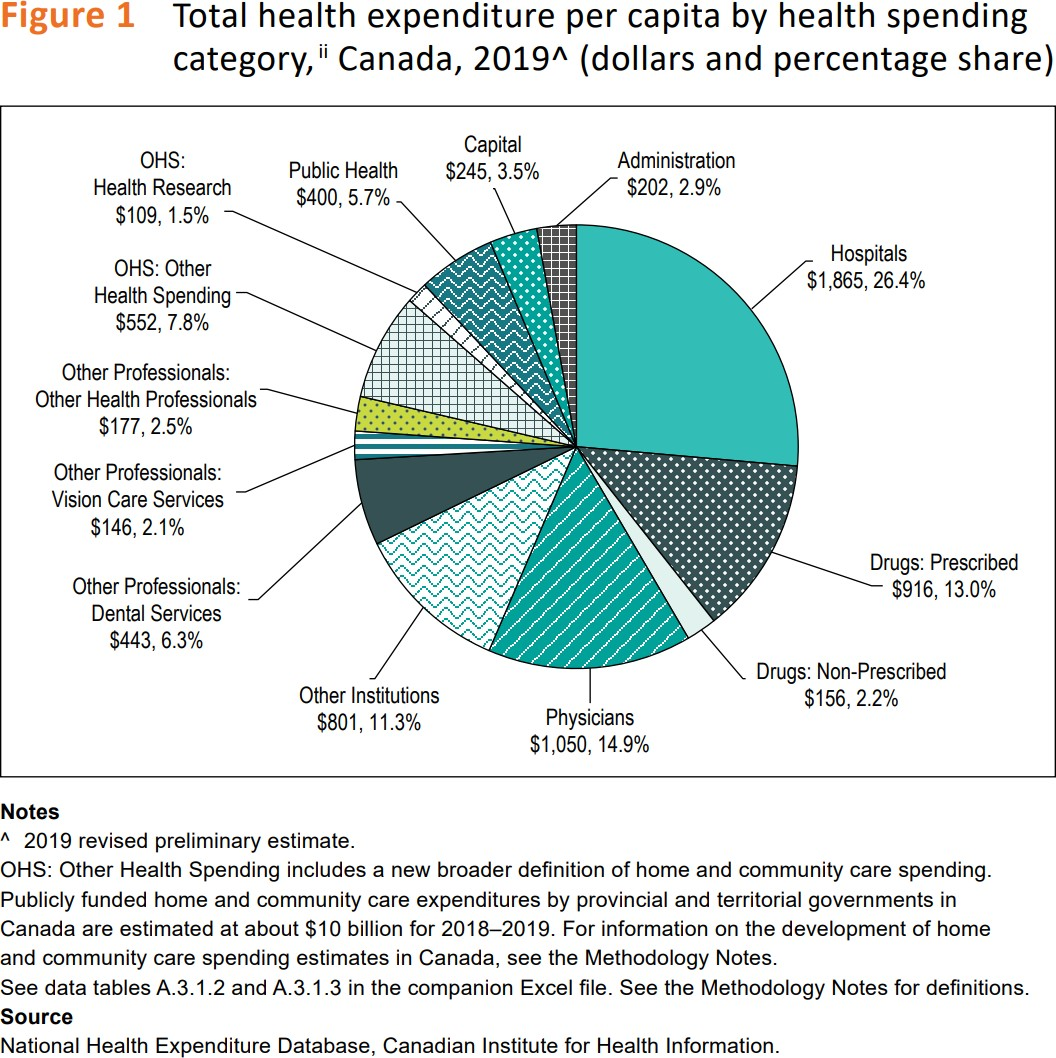 Figure 1 Total health expenditure per capita by health spending
category,ii Canada, 2019^ (dollars and percentage share)
OHS:
Health Research
$109, 1.5%
Public Health
$400, 5.7%
Capital
$245, 3.5%
Administration
$202, 2.9%
Hospitals
$1,865, 26.4%
OHS: Other
Health Spending
$552, 7.8%
Other Professionals:
Other Health Professionals
$177, 2.5%
Other Professionals:
Vision Care Services
$146, 2.1%
Other Professionals:
Dental Services
$443, 6.3%
Drugs: Prescribed
$916, 13.0%
Drugs: Non-Prescribed
$156, 2.2%
Other Institutions
$801, 11.3%
Physicians
$1,050, 14.9%
Notes
^ 2019 revised preliminary estimate.
OHS: Other Health Spending includes a new broader definition of home and community care spending.
Publicly funded home and community care expenditures by provincial and territorial governments in
Canada are estimated at about $10 billion for 2018–2019. For information on the development of home
and community care spending estimates in Canada, see the Methodology Notes.
See data tables A.3.1.2 and A.3.1.3 in the companion Excel file. See the Methodology Notes for definitions.
Source
National Health Expenditure Database, Canadian Institute for Health Information.